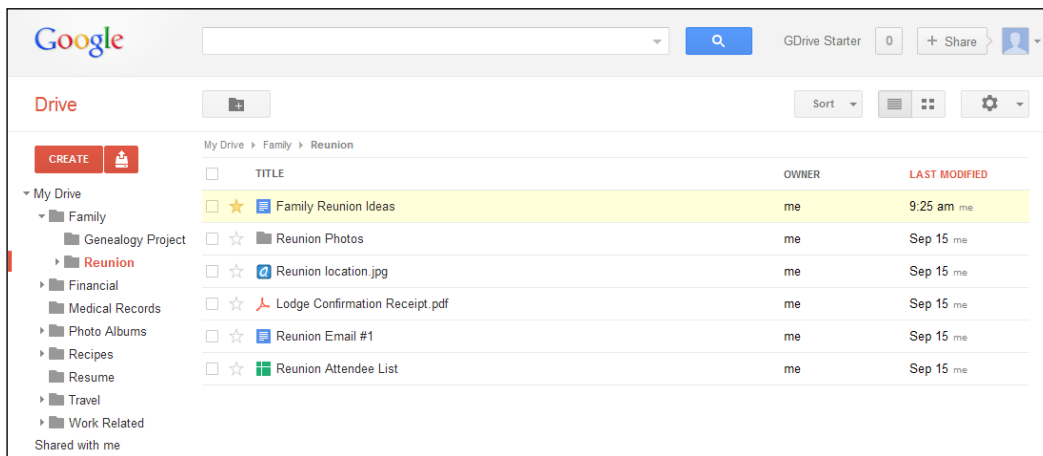 Google
GDrive Starter 0 + Share
Drive
Sort
CREATE
My Drive
Family
Genealogy Project
Reunion
Financial
Medical Records
Photo Albums
Recipes
Resume
Travel
Work Related
Shared with me
My Drive Family Reunion
TITLE OWNER LAST MODIFIED
Family Reunion Ideas me 9:25 am me
Reunion Photos me Sep 15 me
Reunion location.jpg me Sep 15 me
Lodge Confirmation Receipt.pdf me Sep 15 me
Reunion Email #1 me Sep 15 me
Reunion Attendee List me Sep 15 me